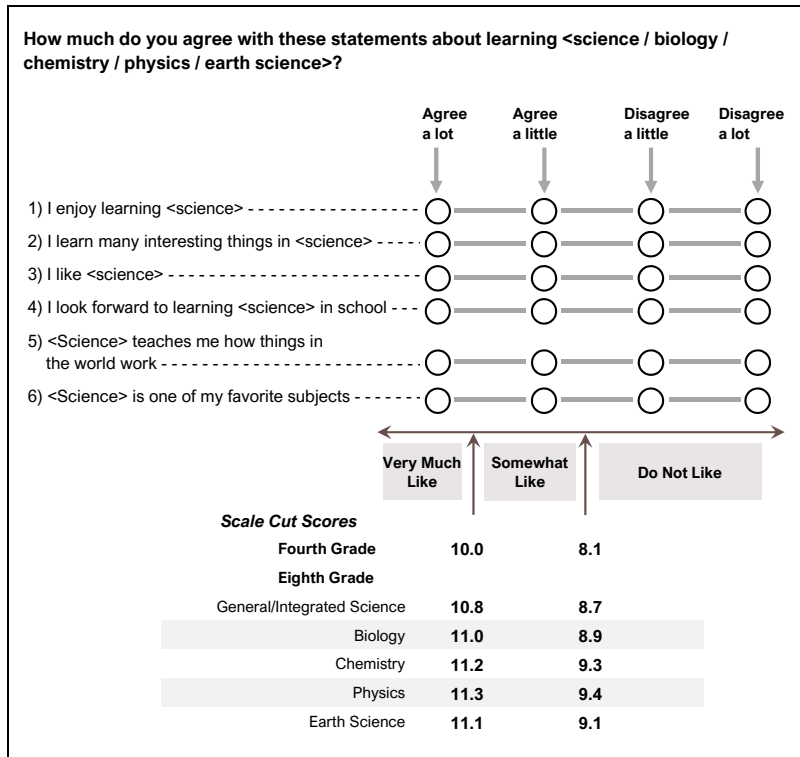 How much do you agree with these statements about learning <science / biology /
chemistry / physics / earth science>?
Agree a lot
Agree a little
Disagree a little
Disagree a lot
1) I enjoy learning <science>
2) I learn many interesting things in <science>
3) I like <science>
4) I look forward to learning <science> in school
5) <Science> teaches me how things in
the world work
6) <Science> is one of my favorite subjects
Very Much Like
Somewhat Like
Do Not Like
Scale Cut Scores
Fourth Grade 10.0 8.1
Eighth Grade
General/Integrated Science 10.8 8.7
Biology 11.0 8.9
Chemistry 11.2 9.3
Physics 11.3 9.4
Earth Science 11.1 9.1